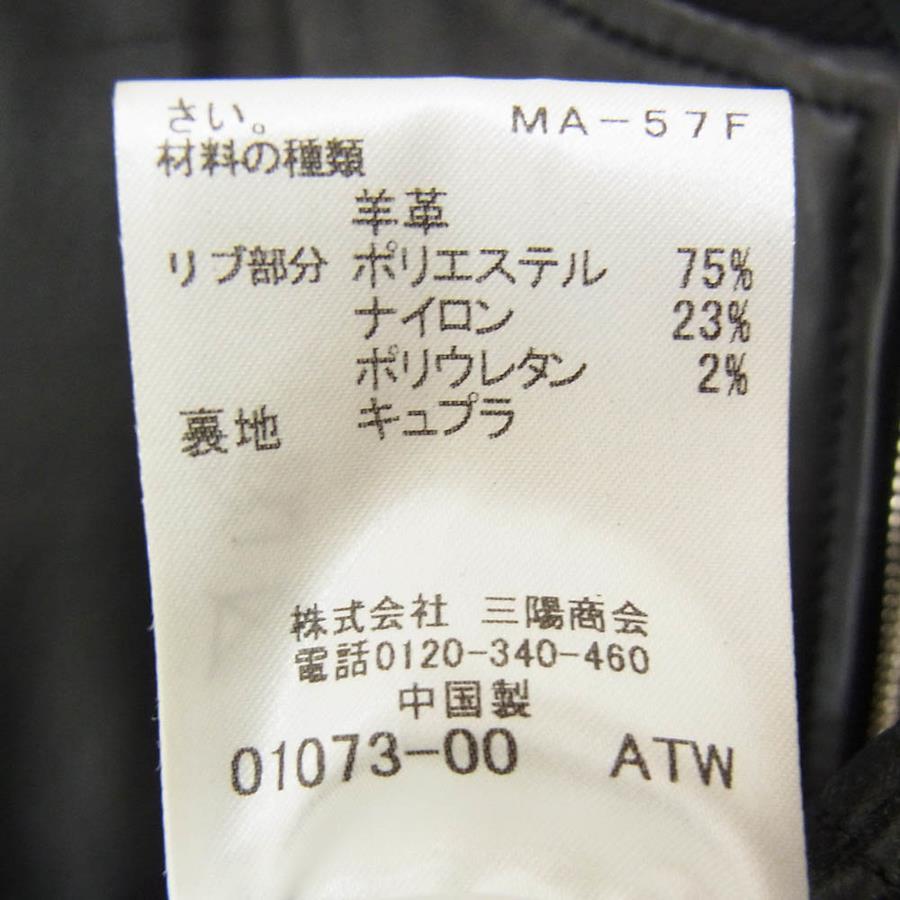 さい。 MA-57F
材料の種類
羊革
リブ部分 ポリエステル 75%
ナイロン 23%
ポリウレタン 2%
裏地 キュプラ
株式会社 三陽商会
電話0120-340-460
中国製
01073-00 ATW